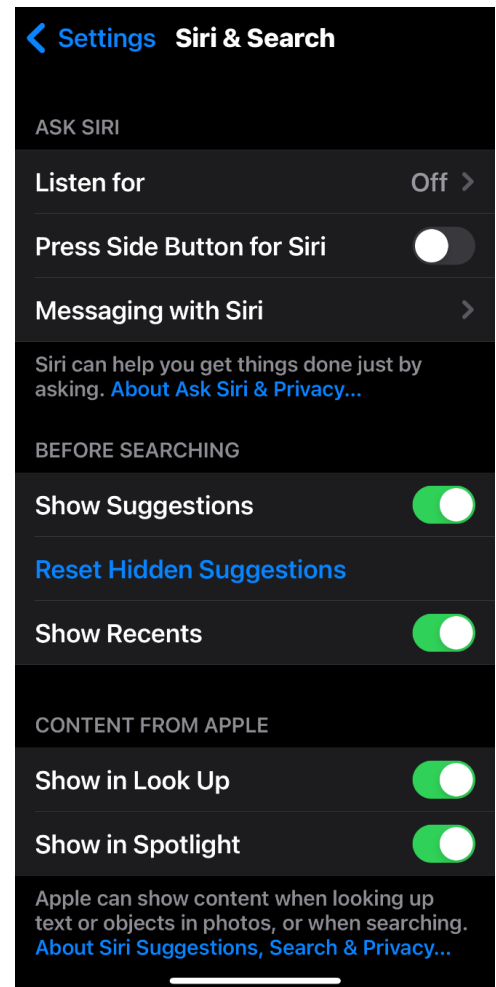 Settings Siri & Search
ASK SIRI
Listen for Off
Press Side Button for Siri
Messaging with Siri
Siri can help you get things done just by
asking. About Ask Siri & Privacy...
BEFORE SEARCHING
Show Suggestions
Reset Hidden Suggestions
Show Recents
CONTENT FROM APPLE
Show in Look Up
Show in Spotlight
Apple can show content when looking up
text or objects in photos, or when searching.
About Siri Suggestions, Search & Privacy...